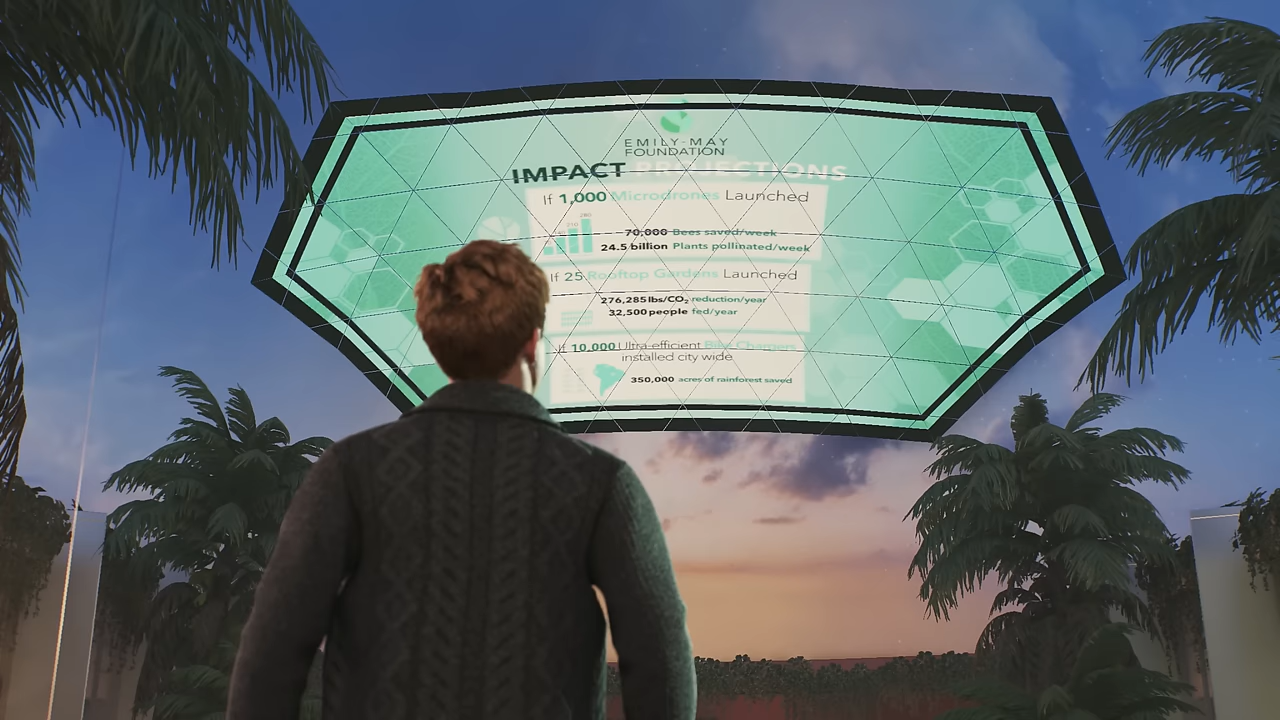 EMILY-MAY
FOUNDATION
IMPACT PROJECTIONS
If 1,000 Microdrones Launched
70,000 Bees saved/week
24.5 billion Plants pollinated/week
If 25 Rooftop Gardens Launched
276,285 lbs/CO₂ reduction/year
32,500 people fed/year
If 10,000 Ultra-efficient Bike Chargers
installed city wide
350,000 acres of rainforest saved